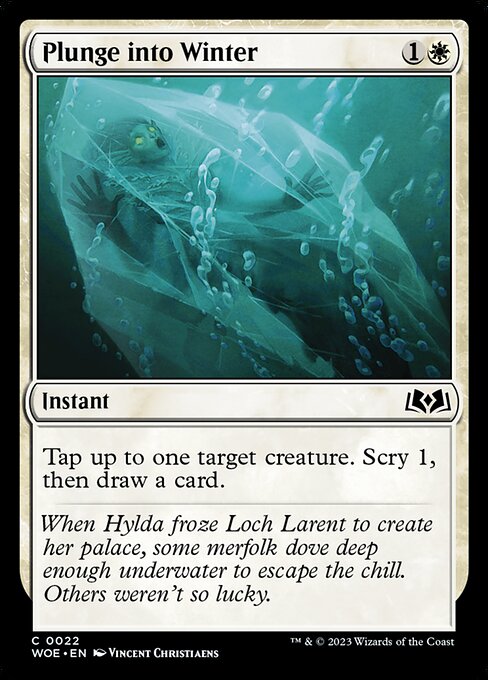 Plunge into Winter 1
Instant
Tap up to one target creature. Scry 1,
then draw a card.
When Hylda froze Loch Larent to create
her palace, some merfolk dove deep
enough underwater to escape the chill.
Others weren't so lucky.
C 0022
WOE • EN Vincent Christiaens
™ & © 2023 Wizards of the Coast